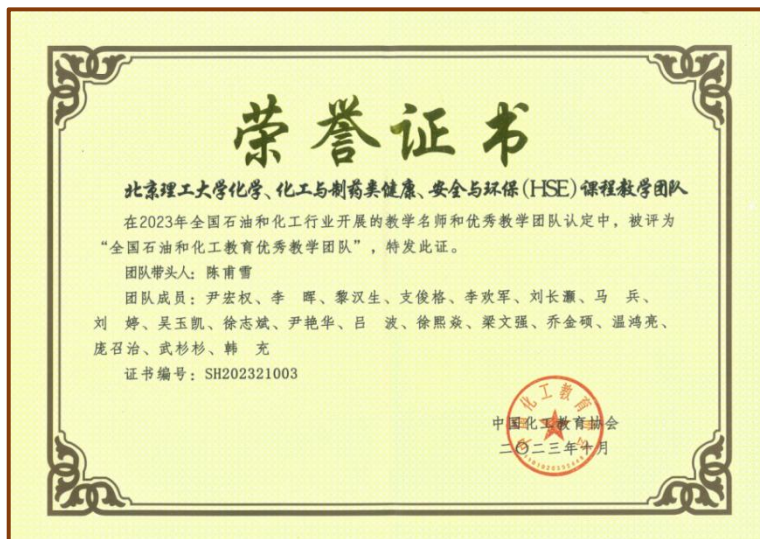 荣誉证书
北京理工大学化学、化工与制药类健康、安全与环保(HSE)课程教学团队
在2023年全国石油和化工行业开展的教学名师和优秀教学团队认定中，被评为
“全国石油和化工教育优秀教学团队”，特发此证。
团队带头人：陈甫雪
团队成员：尹宏权、李 晖、黎汉生、支俊格、李欢军、刘长灏、马 兵、
刘 婷、吴玉凯、徐志斌、尹艳华、吕 波、徐熙焱、梁文强、乔金硕、温鸿亮、
庞召治、武杉杉、韩 充
证书编号：SH202321003
中国化工教育协会
二〇二三年十月